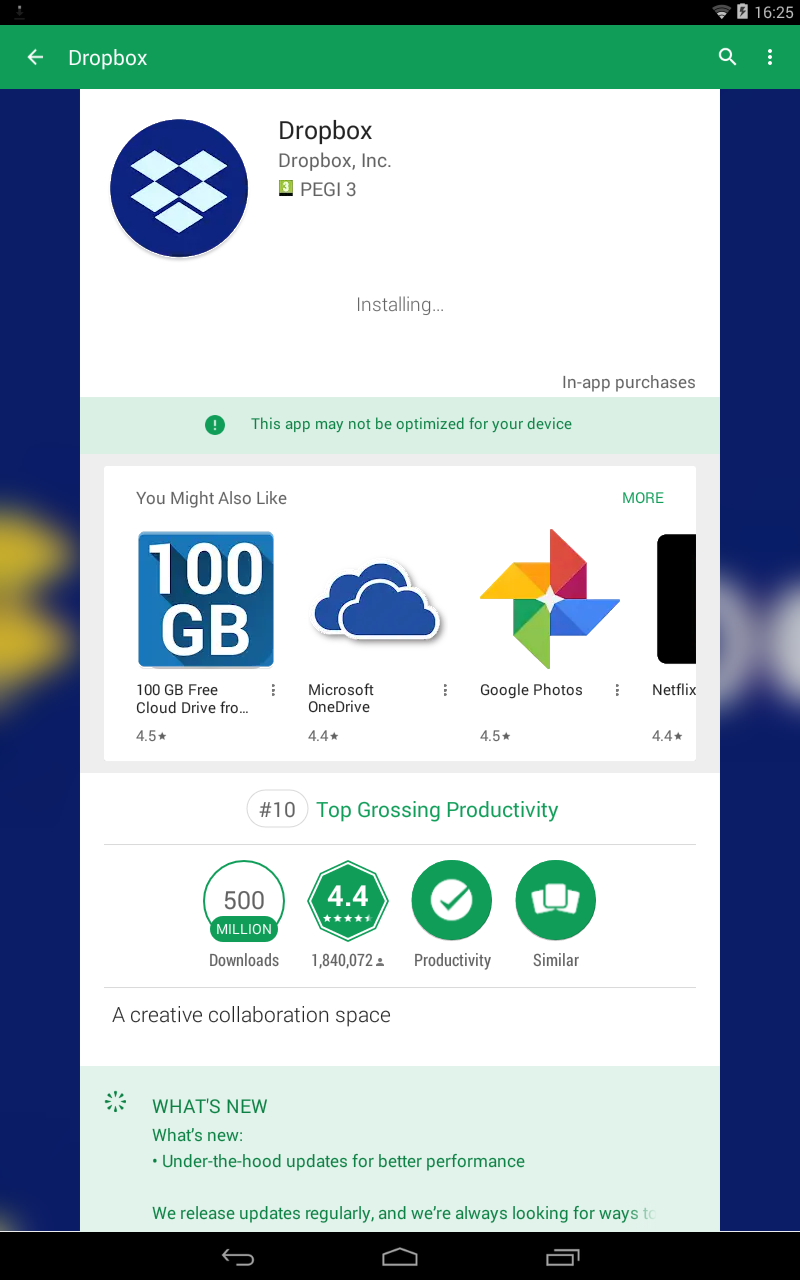 16:25
Dropbox
Dropbox
Dropbox, Inc.
3 PEGI 3
Installing...
In-app purchases
! This app may not be optimized for your device
You Might Also Like MORE
100
GB
100 GB Free
Cloud Drive fro...
4.5
Microsoft
OneDrive
4.4
Google Photos
4.5
Netflix
4.4
#10 Top Grossing Productivity
500
MILLION
Downloads
4.4
1,840,072
Productivity
Similar
A creative collaboration space
WHAT'S NEW
What's new:
• Under-the-hood updates for better performance
We release updates regularly, and we're always looking for ways to